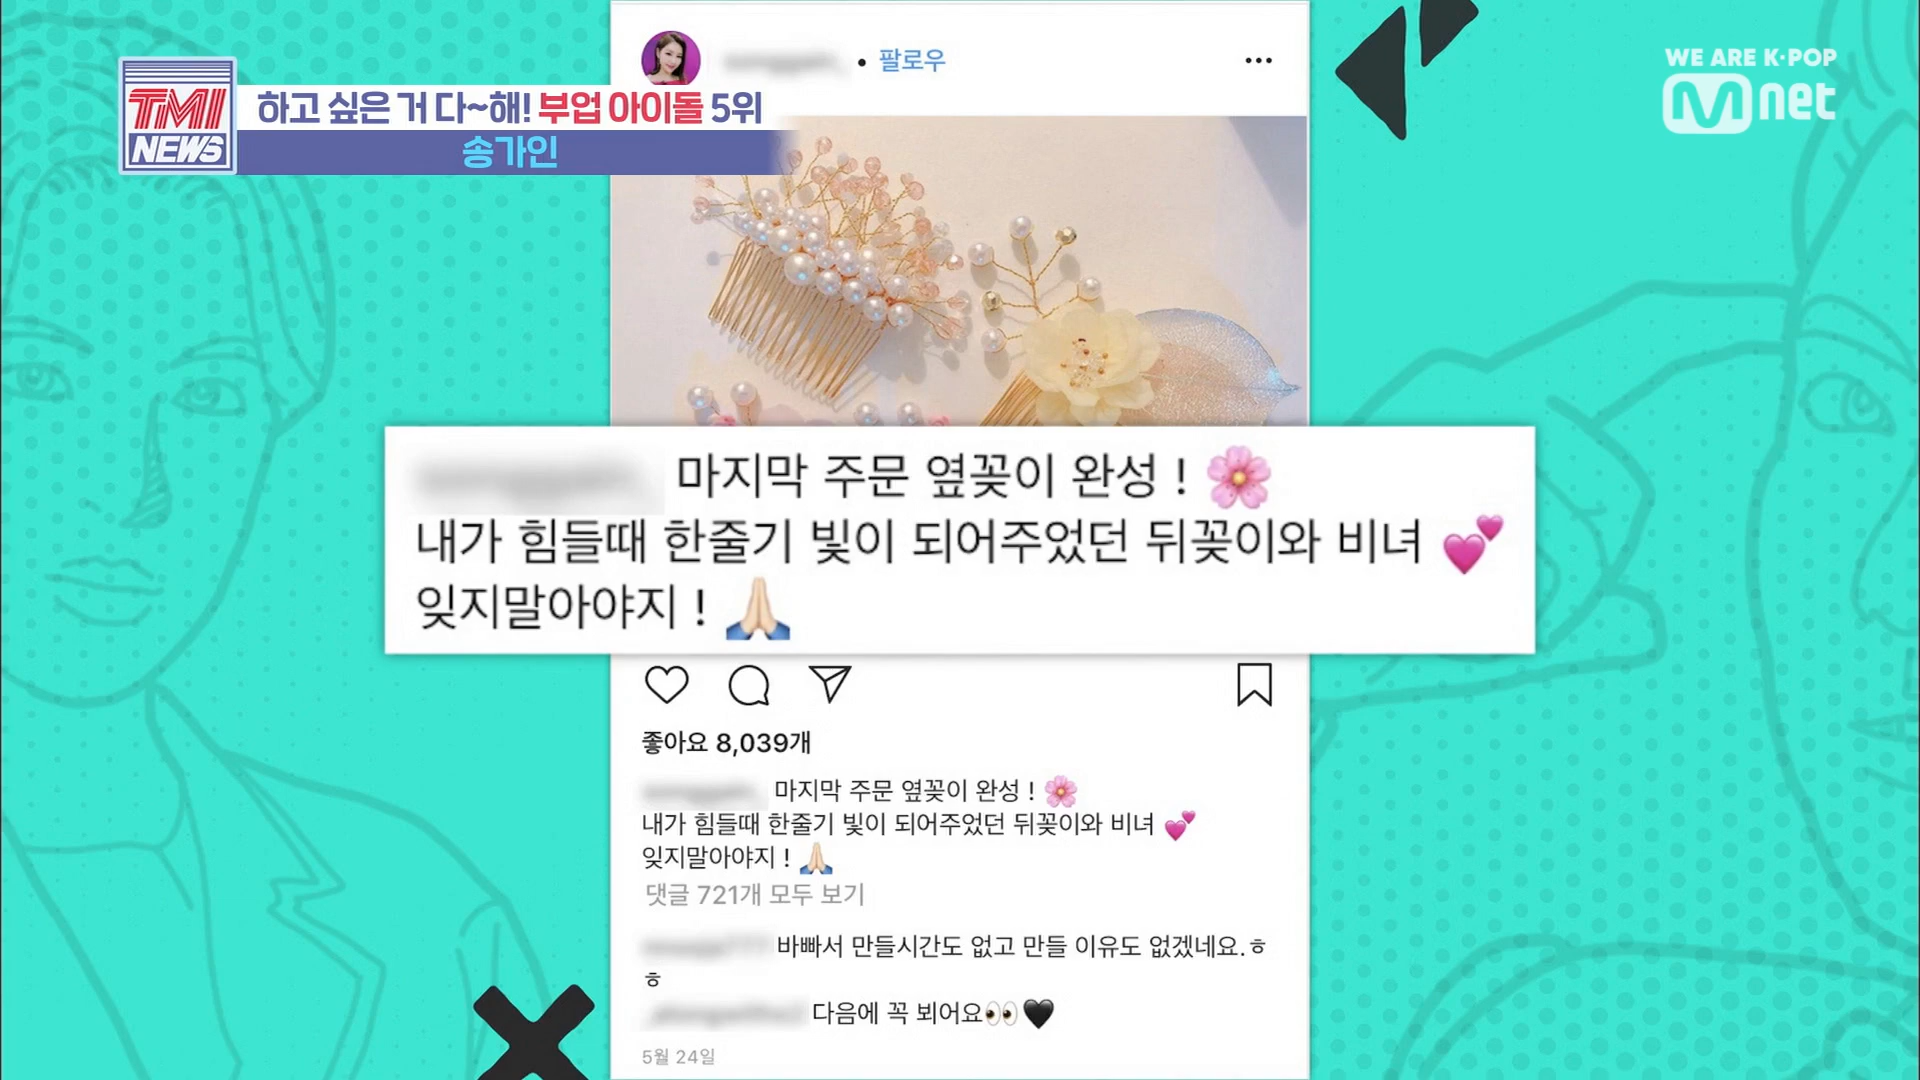 팔로우
WE ARE K-POP
Mnet
TMI
NEWS
하고 싶은 거 다~해! 부업 아이돌 5위
송가인
마지막 주문 옆꽂이 완성 ! 🌸
내가 힘들때 한줄기 빛이 되어주었던 뒤꽂이와 비녀 💕
잊지말아야지 ! 🙏🏻
좋아요 8,039개
마지막 주문 옆꽂이 완성 ! 🌸
내가 힘들때 한줄기 빛이 되어주었던 뒤꽂이와 비녀 💕
잊지말아야지 ! 🙏🏻
댓글 721개 모두 보기
바빠서 만들시간도 없고 만들 이유도 없겠네요.ㅎ
ㅎ
다음에 꼭 뵈어요👀🖤
5월 24일